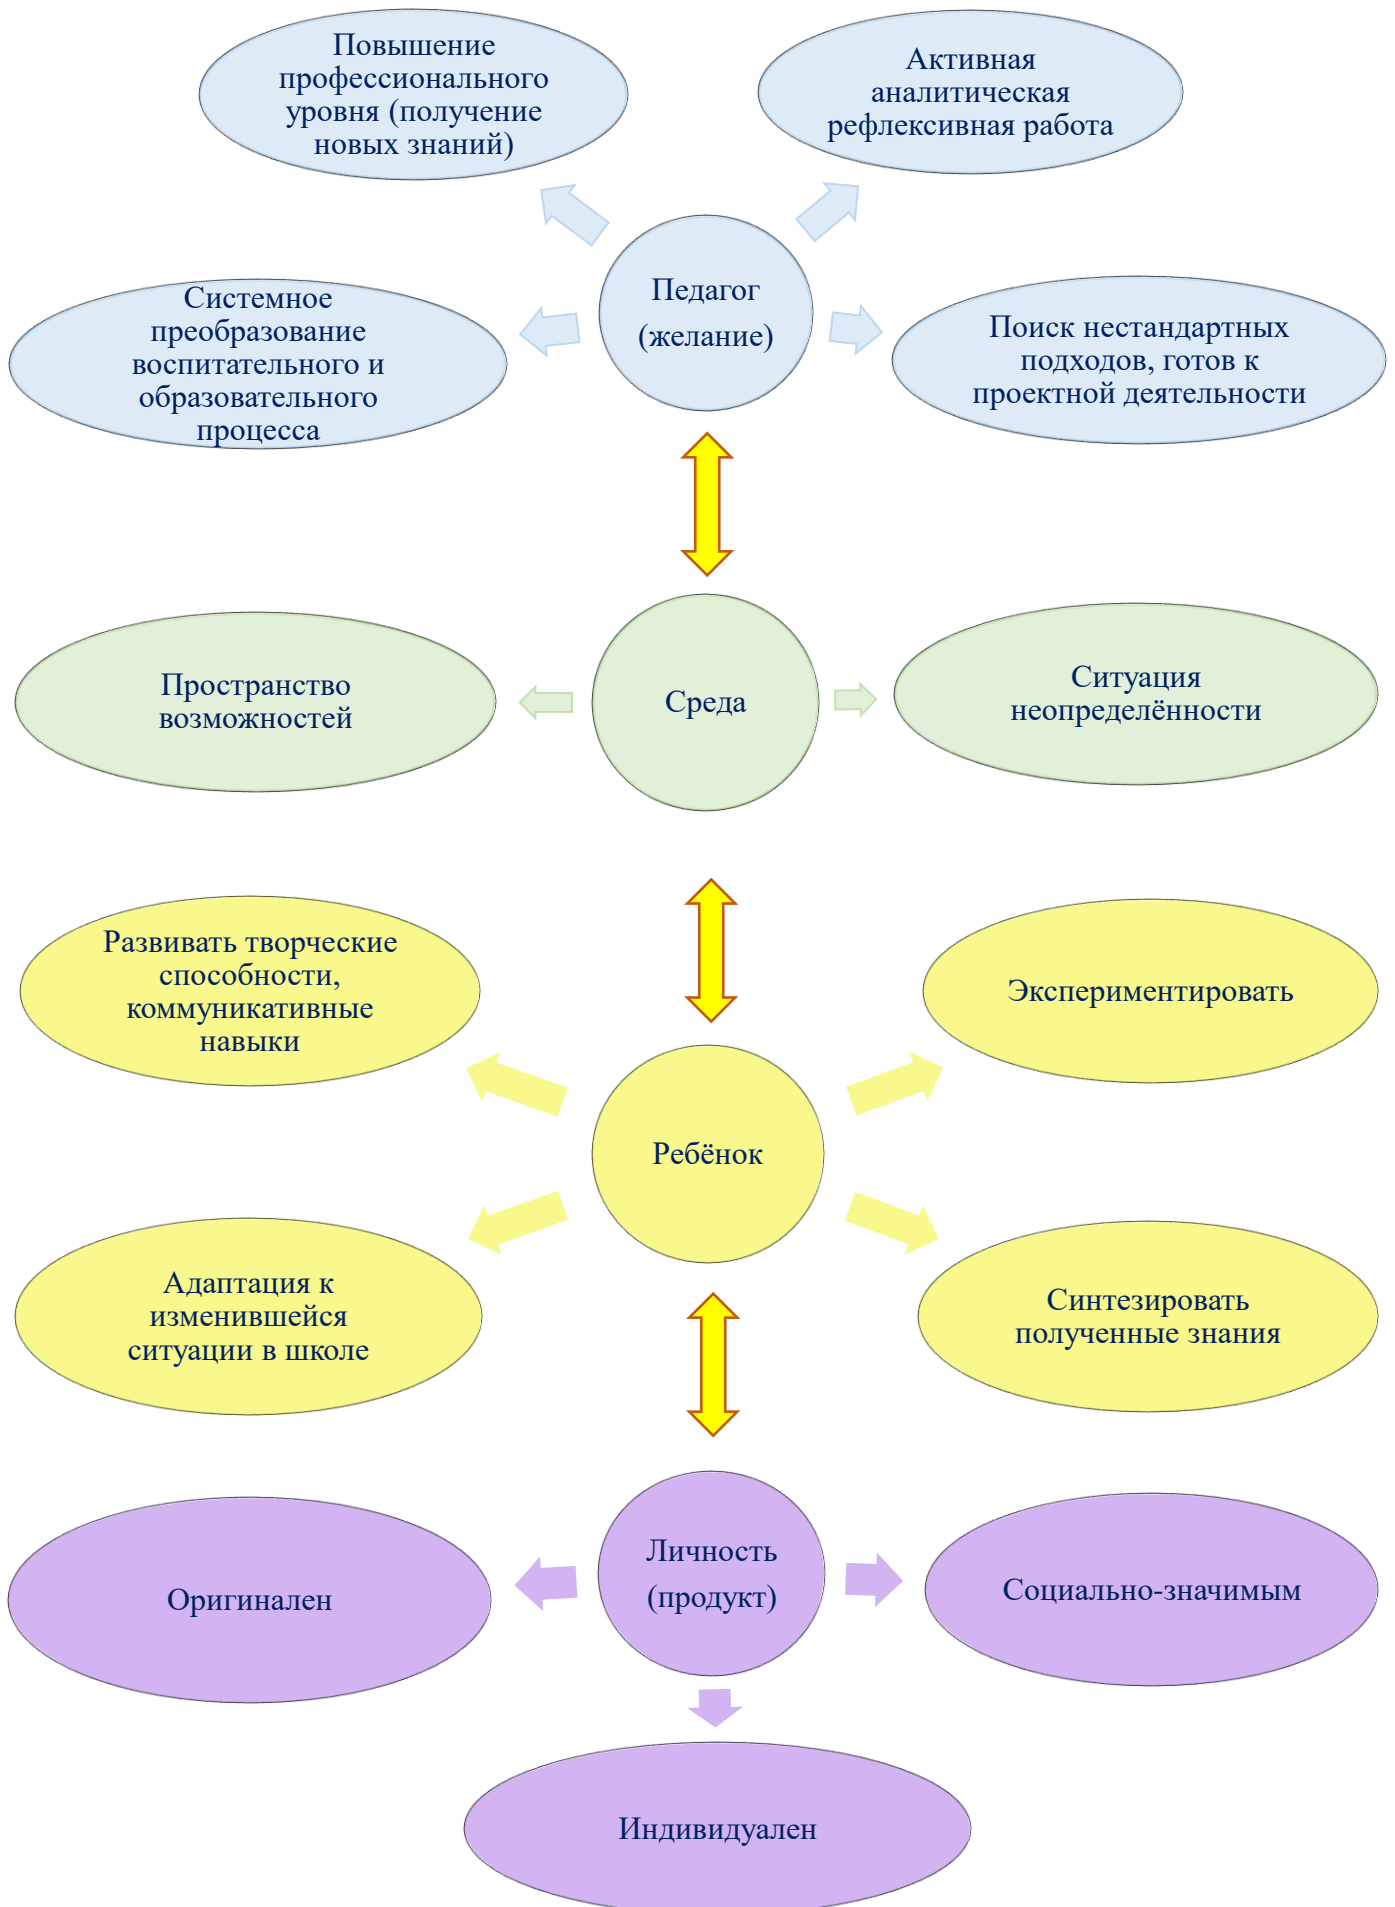 Повышение
профессионального
уровня (получение
новых знаний)
Активная
аналитическая
рефлексивная работа
Педагог
(желание)
Системное
преобразование
воспитательного и
образовательного
процесса
Поиск нестандартных
подходов, готов к
проектной деятельности
Пространство
возможностей
Среда
Ситуация
неопределённости
Развивать творческие
способности,
коммуникативные
навыки
Экспериментировать
Ребёнок
Адаптация к
изменившейся
ситуации в школе
Синтезировать
полученные знания
Личность
(продукт)
Оригинален
Социально-значимым
Индивидуален